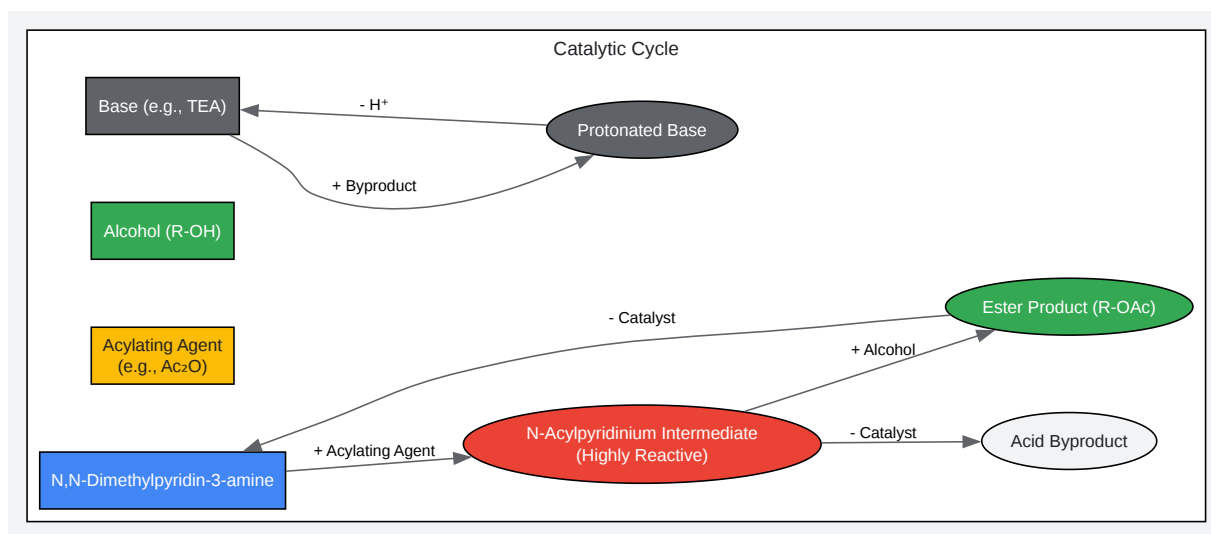 Catalytic Cycle
Base (e.g., TEA)
- H⁺
Protonated Base
+ Byproduct
Alcohol (R-OH)
Ester Product (R-OAc)
- Catalyst
+ Alcohol
Acylating Agent
(e.g., Ac₂O)
N-Acylpyridinium Intermediate
(Highly Reactive)
- Catalyst
Acid Byproduct
+ Acylating Agent
N,N-Dimethylpyridin-3-amine